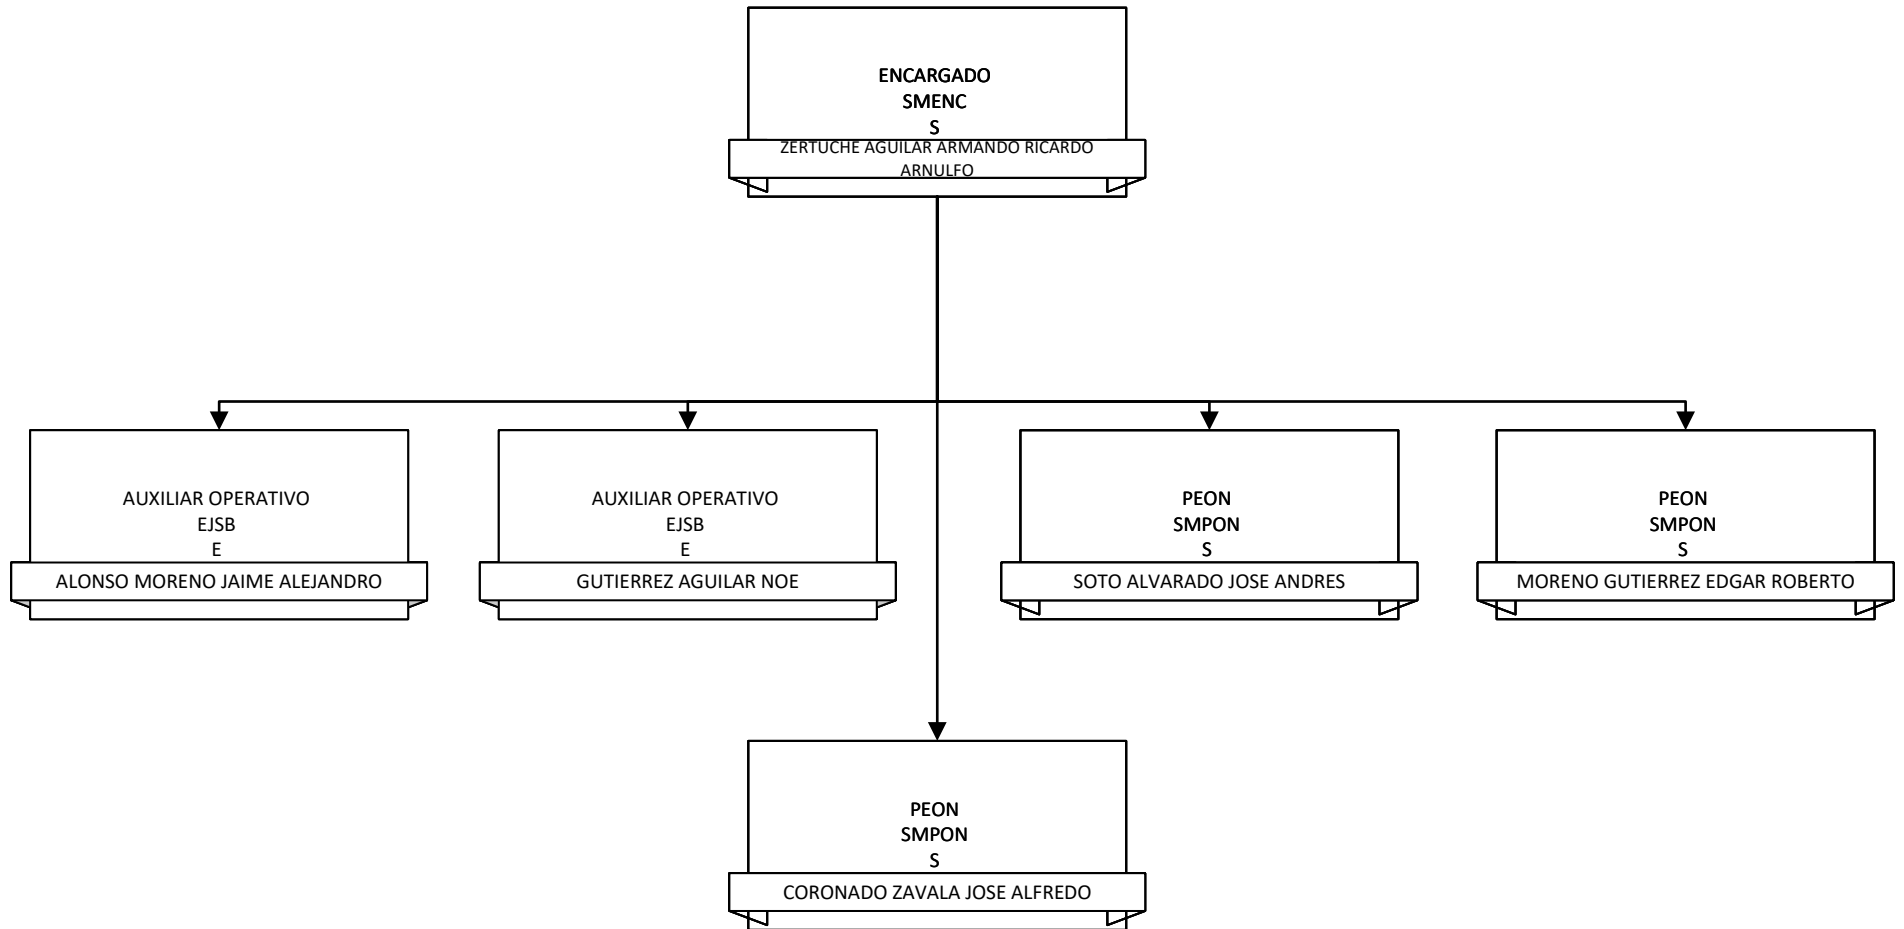 ENCARGADO
SMENC
S
ZERTUCHE AGUILAR ARMANDO RICARDO
ARNULFO
AUXILIAR OPERATIVO
EJSB
E
ALONSO MORENO JAIME ALEJANDRO
AUXILIAR OPERATIVO
EJSB
E
GUTIERREZ AGUILAR NOE
PEON
SMPON
S
SOTO ALVARADO JOSE ANDRES
PEON
SMPON
S
MORENO GUTIERREZ EDGAR ROBERTO
PEON
SMPON
S
CORONADO ZAVALA JOSE ALFREDO